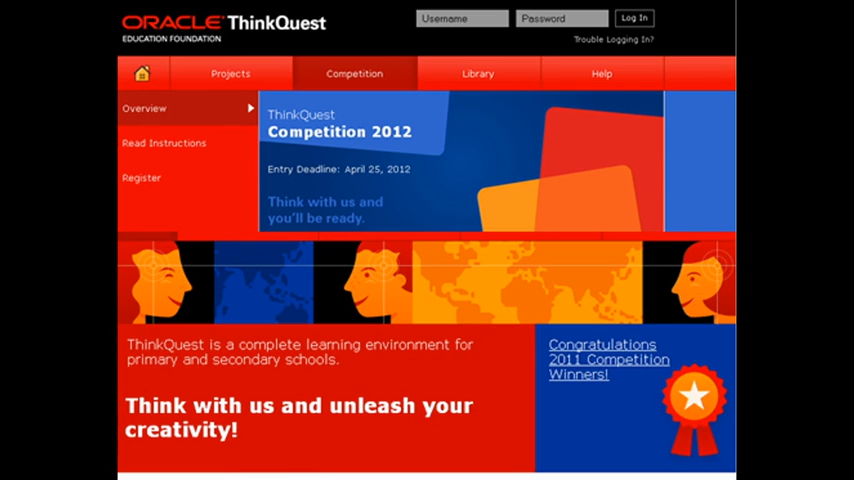 ORACLE ThinkQuest
EDUCATION FOUNDATION
Username
Password
Log In
Trouble Logging In?
Projects
Competition
Library
Help
Overview
Read Instructions
Register
ThinkQuest
Competition 2012
Entry Deadline: April 25, 2012
Think with us and
you'll be ready.
ThinkQuest is a complete learning environment for
primary and secondary schools.
Think with us and unleash your
creativity!
Congratulations
2011 Competition
Winners!